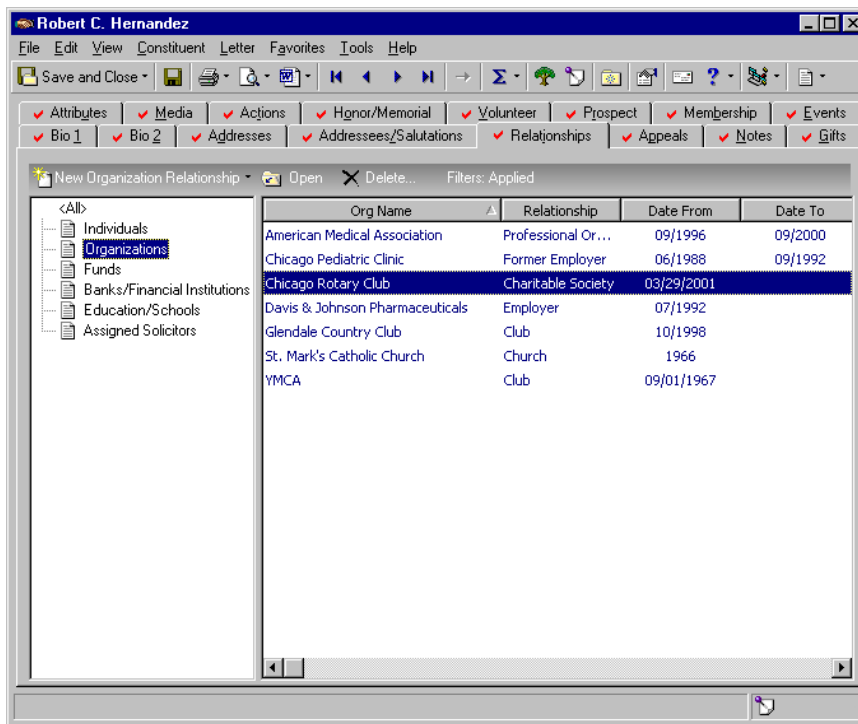 Robert C. Hernandez
File Edit View Constituent Letter Favorites Tools Help
Save and Close
Attributes Media Actions Honor/Memorial Volunteer Prospect Membership Events
Bio 1 Bio 2 Addresses Addressees/Salutations Relationships Appeals Notes Gifts
New Organization Relationship Open Delete... Filters: Applied
<All>
Individuals
Organizations
Funds
Banks/Financial Institutions
Education/Schools
Assigned Solicitors
Org Name Relationship Date From Date To
American Medical Association Professional Or... 09/1996 09/2000
Chicago Pediatric Clinic Former Employer 06/1988 09/1992
Chicago Rotary Club Charitable Society 03/29/2001
Davis & Johnson Pharmaceuticals Employer 07/1992
Glendale Country Club Club 10/1998
St. Mark's Catholic Church Church 1966
YMCA Club 09/01/1967